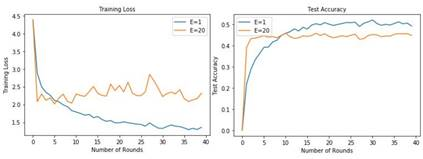 Training Loss
4.5
4.0
3.5
3.0
2.5
2.0
1.5
Training Loss
E=1
E=20
0 5 10 15 20 25 30 35 40
Number of Rounds
Test Accuracy
0.5
0.4
0.3
0.2
0.1
0.0
Test Accuracy
E=1
E=20
0 5 10 15 20 25 30 35 40
Number of Rounds